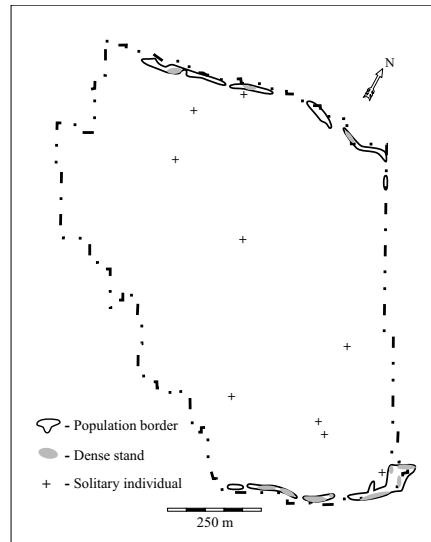 N
- Population border
- Dense stand
+ - Solitary individual
250 m